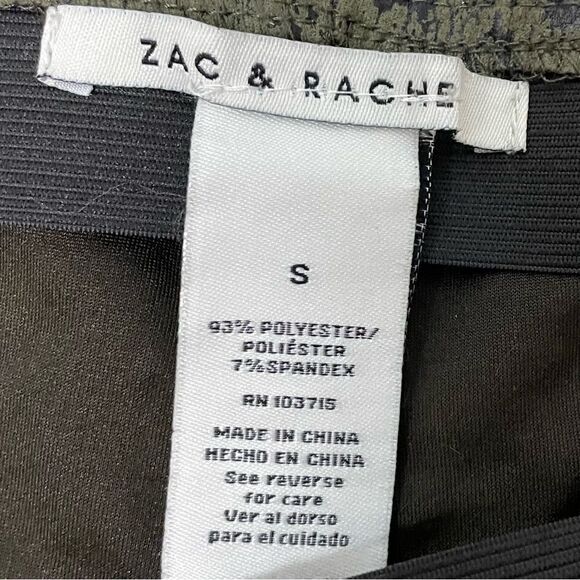 ZAC & RACHE
S
93% POLYESTER/
POLIÉSTER
7%SPANDEX
RN 103715
MADE IN CHINA
HECHO EN CHINA
See reverse
for care
Ver al dorso
para el cuidado